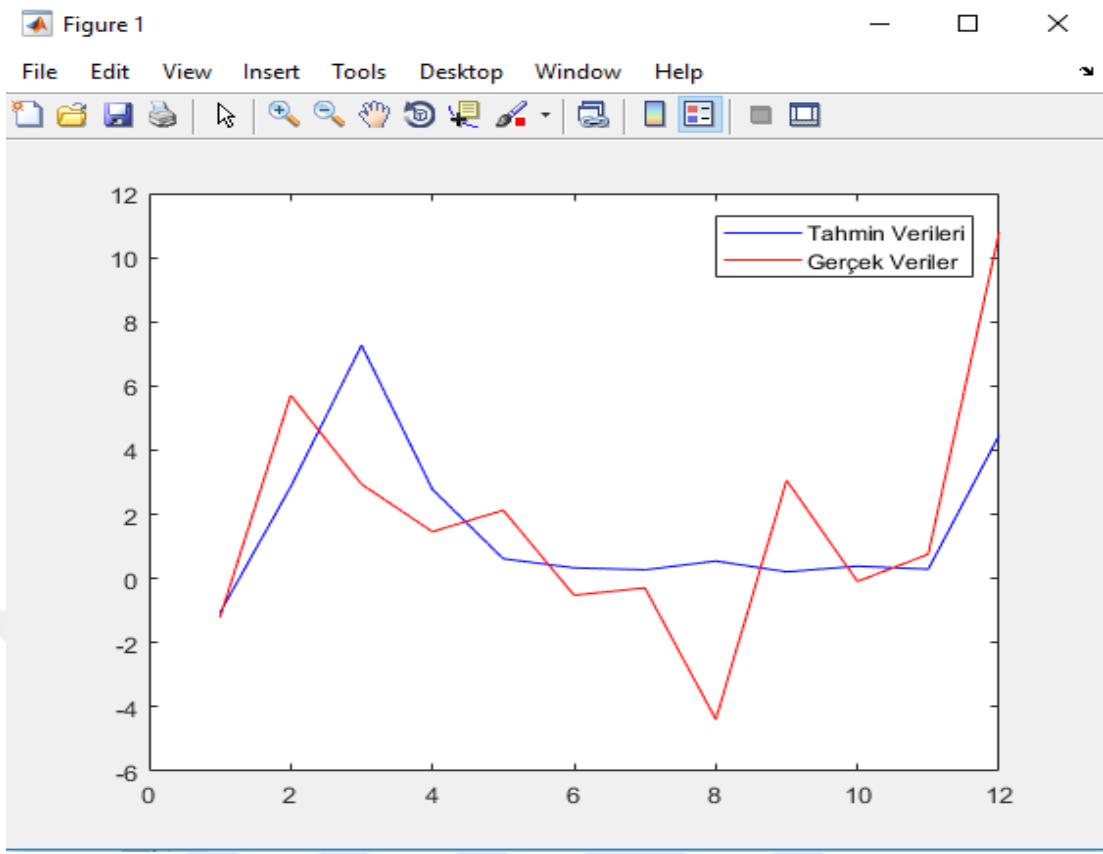 Figure 1
File Edit View Insert Tools Desktop Window Help
12
10
8
6
4
2
0
-2
-4
-6
0 2 4 6 8 10 12
Tahmin Verileri
Gerçek Veriler